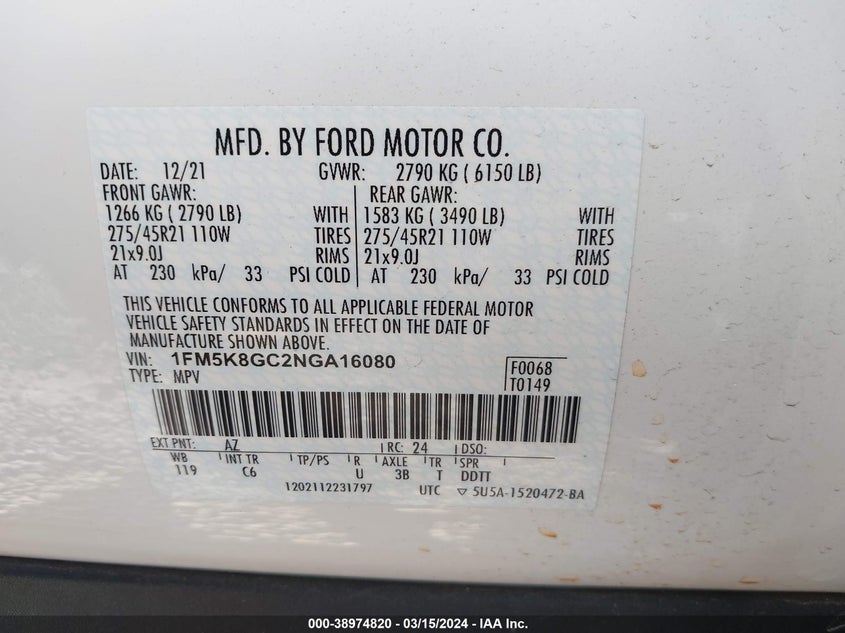 MFD. BY FORD MOTOR CO.
DATE: 12/21 GVWR: 2790 KG ( 6150 LB)
FRONT GAWR: REAR GAWR:
1266 KG ( 2790 LB) WITH 1583 KG ( 3490 LB) WITH
275/45R21 110W TIRES 275/45R21 110W TIRES
21x9.0J RIMS 21x9.0J RIMS
AT 230 kPa/ 33 PSI COLD AT 230 kPa/ 33 PSI COLD
THIS VEHICLE CONFORMS TO ALL APPLICABLE FEDERAL MOTOR
VEHICLE SAFETY STANDARDS IN EFFECT ON THE DATE OF
MANUFACTURE SHOWN ABOVE.
VIN: 1FM5K8GC2NGA16080 F0068
TYPE: MPV T0149
EXT PNT: AZ RC: 24 DSO:
WB INT TR TP/PS R AXLE TR SPR
119 C6 U 3B T DDTT
1202112231797 UTC ▽ 5U5A-1520472-BA
000-38974820 - 03/15/2024 - IAA Inc.